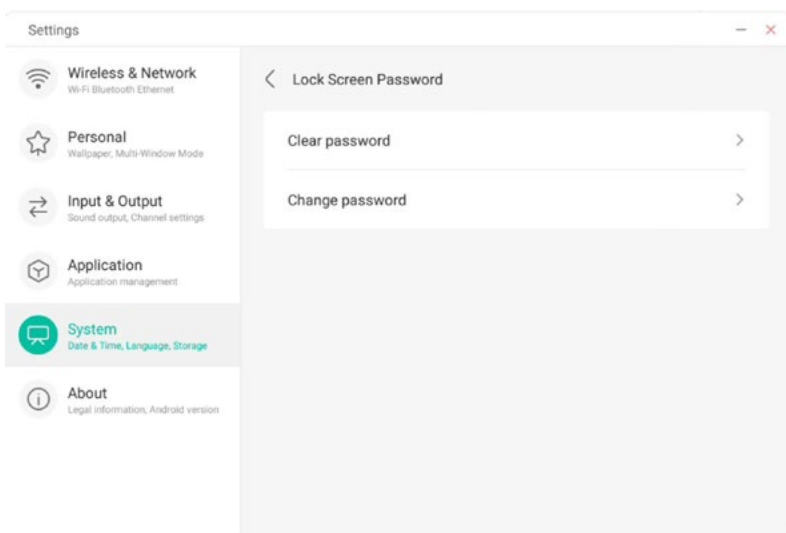 Settings
Wireless & Network
Wi-Fi Bluetooth Ethernet
Personal
Wallpaper, Multi-Window Mode
Input & Output
Sound output, Channel settings
Application
Application management
System
Date & Time, Language, Storage
About
Legal information, Android version
Lock Screen Password
Clear password
Change password